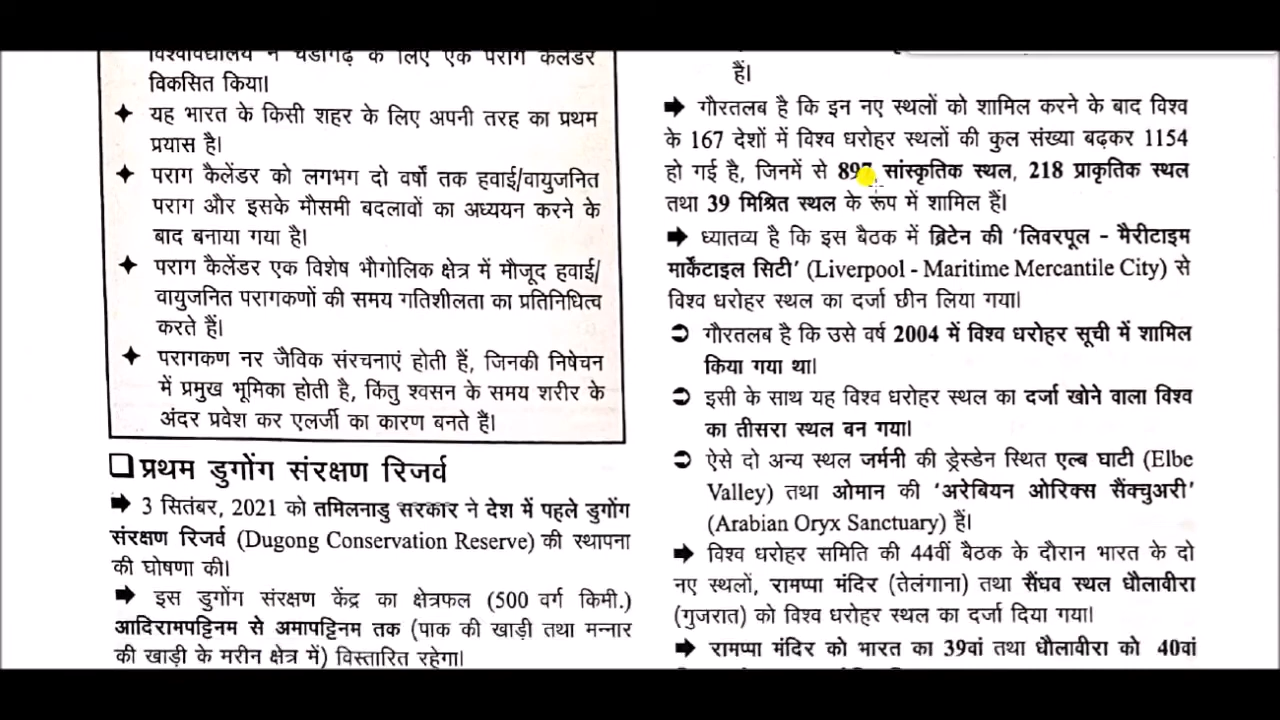 विश्वविद्यालय ने चंडीगढ़ के लिए एक पराग कैलेंडर
विकसित किया।
✦ यह भारत के किसी शहर के लिए अपनी तरह का प्रथम
प्रयास है।
✦ पराग कैलेंडर को लगभग दो वर्षों तक हवाई/वायुजनित
पराग और इसके मौसमी बदलावों का अध्ययन करने के
बाद बनाया गया है।
✦ पराग कैलेंडर एक विशेष भौगोलिक क्षेत्र में मौजूद हवाई/
वायुजनित परागकणों की समय गतिशीलता का प्रतिनिधित्व
करते हैं।
✦ परागकण नर जैविक संरचनाएं होती हैं, जिनकी निषेचन
में प्रमुख भूमिका होती है, किंतु श्वसन के समय शरीर के
अंदर प्रवेश कर एलर्जी का कारण बनते हैं।
❑ प्रथम डुगोंग संरक्षण रिजर्व
➡ 3 सितंबर, 2021 को तमिलनाडु सरकार ने देश में पहले डुगोंग
संरक्षण रिजर्व (Dugong Conservation Reserve) की स्थापना
की घोषणा की।
➡ इस डुगोंग संरक्षण केंद्र का क्षेत्रफल (500 वर्ग किमी.)
आदिरामपट्टिनम से अमापट्टिनम तक (पाक की खाड़ी तथा मन्नार
की खाड़ी के मरीन क्षेत्र में) विस्तारित रहेगा।
हैं।
➡ गौरतलब है कि इन नए स्थलों को शामिल करने के बाद विश्व
के 167 देशों में विश्व धरोहर स्थलों की कुल संख्या बढ़कर 1154
हो गई है, जिनमें से 897 सांस्कृतिक स्थल, 218 प्राकृतिक स्थल
तथा 39 मिश्रित स्थल के रूप में शामिल हैं।
➡ ध्यातव्य है कि इस बैठक में ब्रिटेन की ‘लिवरपूल - मैरीटाइम
मार्केंटाइल सिटी’ (Liverpool - Maritime Mercantile City) से
विश्व धरोहर स्थल का दर्जा छीन लिया गया।
➲ गौरतलब है कि उसे वर्ष 2004 में विश्व धरोहर सूची में शामिल
किया गया था।
➲ इसी के साथ यह विश्व धरोहर स्थल का दर्जा खोने वाला विश्व
का तीसरा स्थल बन गया।
➲ ऐसे दो अन्य स्थल जर्मनी की ड्रेस्डेन स्थित एल्ब घाटी (Elbe
Valley) तथा ओमान की ‘अरेबियन ओरिक्स सैंक्चुअरी’
(Arabian Oryx Sanctuary) हैं।
➡ विश्व धरोहर समिति की 44वीं बैठक के दौरान भारत के दो
नए स्थलों, रामप्पा मंदिर (तेलंगाना) तथा सैंधव स्थल धौलावीरा
(गुजरात) को विश्व धरोहर स्थल का दर्जा दिया गया।
➡ रामप्पा मंदिर को भारत का 39वां तथा धौलावीरा को 40वां